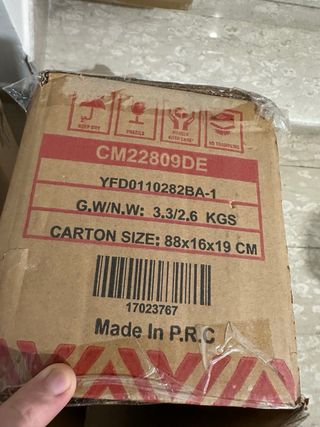 KEEP DRY FRAGILE HANDLE WITH CARE NO TRAMPLING
CM22809DE
YFD0110282BA-1
G.W/N.W: 3.3/2.6 KGS
CARTON SIZE: 88x16x19 CM
17023767
Made In P.R.C